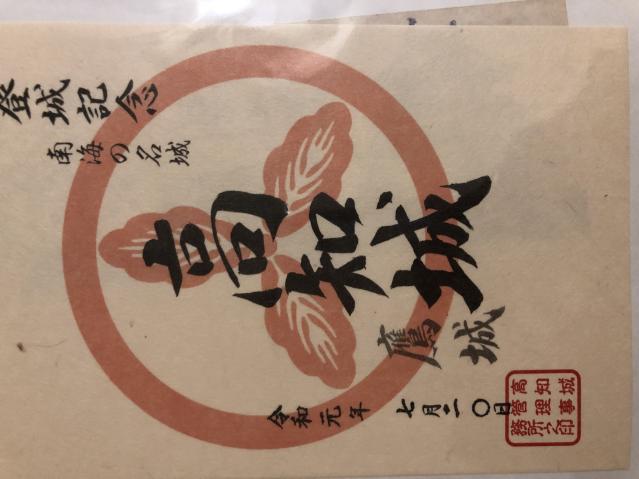 登城記念
南海の名城
高知城
鷹城
令和元年 七月二〇日
高知城
管理事
務所之印